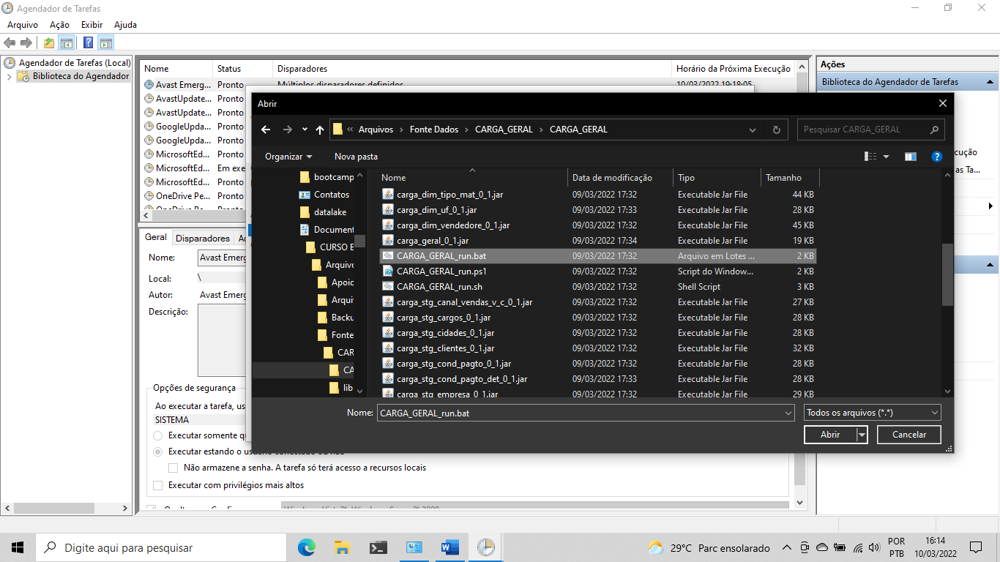 Agendador de Tarefas
Arquivo Ação Exibir Ajuda
Agendador de Tarefas (Local)
Biblioteca do Agendador
Nome Status Disparadores Horário da Próxima Execução
Avast Emerg... Pronto Múltiplos disparadores definidos 10/03/2022 19:18:05
AvastUpdate... Pronto
AvastUpdate... Pronto
GoogleUpda... Pronto
GoogleUpda... Pronto
MicrosoftEd... Pronto
MicrosoftEd... Em exe
MicrosoftEd... Pronto
OneDrive Pe... Pronto
Geral Disparadores
Nome: Avast Emerg
Local: \
Autor: Avast Emerg
Descrição:
Opções de segurança
Ao executar a tarefa, us
SISTEMA
Executar somente qu
Executar estando o usuário conectado ou não
Não armazene a senha. A tarefa só terá acesso a recursos locais
Executar com privilégios mais altos
Ações
Biblioteca do Agendador de Tarefas
cução
as Ta...
Abrir
« Arquivos › Fonte Dados › CARGA_GERAL › CARGA_GERAL
Pesquisar CARGA_GERAL
Organizar Nova pasta
bootcamp
Contatos
datalake
Document
CURSO E
Arquivo
Apoio
Arqui
Backu
Fonte
CAR
CA
lib
Nome Data de modificação Tipo Tamanho
carga_dim_tipo_mat_0_1.jar 09/03/2022 17:32 Executable Jar File 44 KB
carga_dim_uf_0_1.jar 09/03/2022 17:33 Executable Jar File 28 KB
carga_dim_vendedore_0_1.jar 09/03/2022 17:32 Executable Jar File 45 KB
carga_geral_0_1.jar 09/03/2022 17:34 Executable Jar File 19 KB
CARGA_GERAL_run.bat 09/03/2022 17:32 Arquivo em Lotes ... 2 KB
CARGA_GERAL_run.ps1 09/03/2022 17:32 Script do Window... 2 KB
CARGA_GERAL_run.sh 09/03/2022 17:32 Shell Script 3 KB
carga_stg_canal_vendas_v_c_0_1.jar 09/03/2022 17:32 Executable Jar File 27 KB
carga_stg_cargos_0_1.jar 09/03/2022 17:32 Executable Jar File 28 KB
carga_stg_cidades_0_1.jar 09/03/2022 17:32 Executable Jar File 28 KB
carga_stg_clientes_0_1.jar 09/03/2022 17:32 Executable Jar File 32 KB
carga_stg_cond_pagto_0_1.jar 09/03/2022 17:32 Executable Jar File 28 KB
carga_stg_cond_pagto_det_0_1.jar 09/03/2022 17:33 Executable Jar File 28 KB
carga_stg_empresa_0_1.jar 09/03/2022 17:32 Executable Jar File 29 KB
Nome: CARGA_GERAL_run.bat Todos os arquivos (*.*)
Abrir Cancelar
Digite aqui para pesquisar
29°C Parc ensolarado
POR
PTB
16:14
10/03/2022